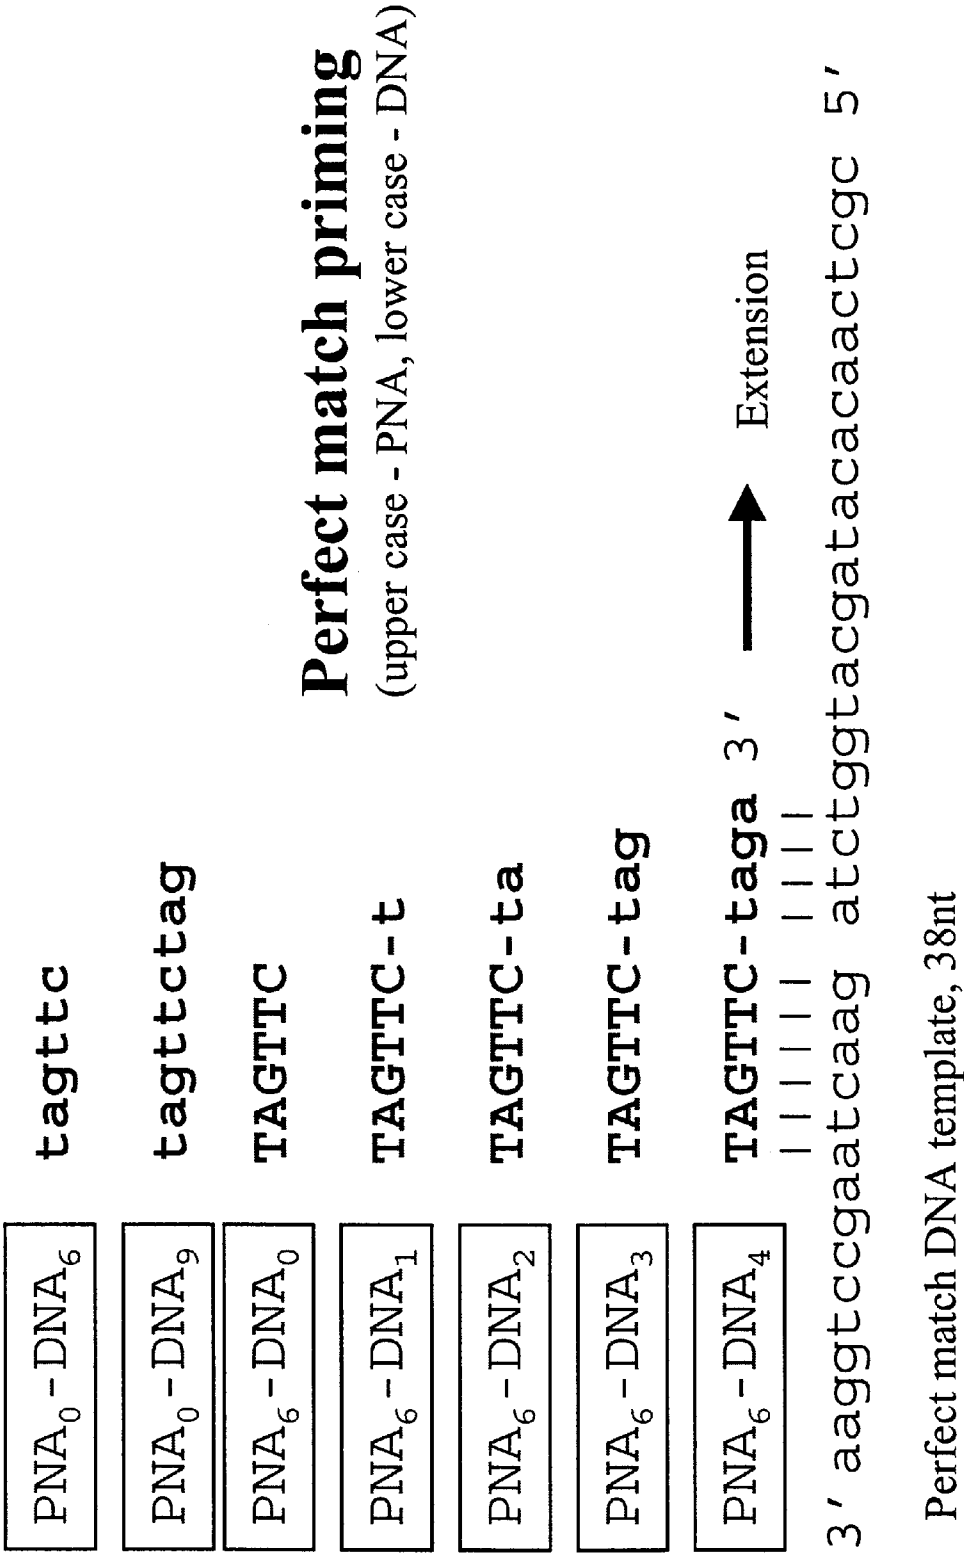 PNA0-DNA6 tagttc
PNA0-DNA9 tagttctag
PNA6-DNA0 TAGTTC
Perfect match priming
(upper case - PNA, lower case - DNA)
PNA6-DNA1 TAGTTC-t
PNA6-DNA2 TAGTTC-ta
PNA6-DNA3 TAGTTC-tag
PNA6-DNA4 TAGTTC-taga 3' Extension
3' aaggtccgaatcaag atctggtacgatacacaactcgc 5'
Perfect match DNA template, 38nt